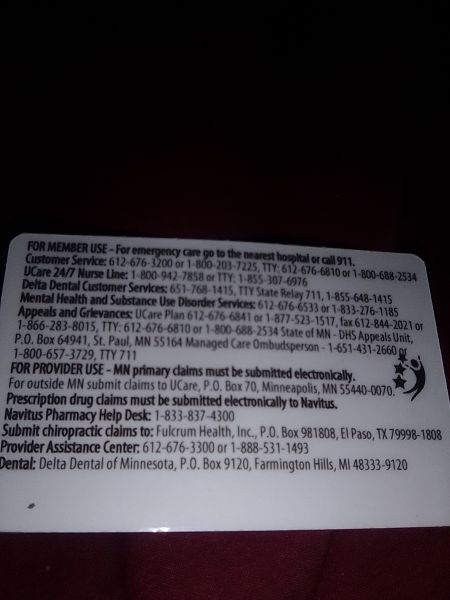 FOR MEMBER USE - For emergency care go to the nearest hospital or call 911.
Customer Service: 612-676-3200 or 1-800-203-7225, TTY: 612-676-6810 or 1-800-688-2534
UCare 24/7 Nurse Line: 1-800-942-7858 or TTY: 1-855-307-6976
Delta Dental Customer Services: 651-768-1415, TTY State Relay 711, 1-855-648-1415
Mental Health and Substance Use Disorder Services: 612-676-6533 or 1-833-276-1185
Appeals and Grievances: UCare Plan 612-676-6841 or 1-877-523-1517, fax 612-844-2021 or
1-866-283-8015, TTY: 612-676-6810 or 1-800-688-2534 State of MN - DHS Appeals Unit,
P.O. Box 64941, St. Paul, MN 55164 Managed Care Ombudsperson - 1-651-431-2660 or
1-800-657-3729, TTY 711
FOR PROVIDER USE - MN primary claims must be submitted electronically.
For outside MN submit claims to UCare, P.O. Box 70, Minneapolis, MN 55440-0070.
Prescription drug claims must be submitted electronically to Navitus.
Navitus Pharmacy Help Desk: 1-833-837-4300
Submit chiropractic claims to: Fulcrum Health, Inc., P.O. Box 981808, El Paso, TX 79998-1808
Provider Assistance Center: 612-676-3300 or 1-888-531-1493
Dental: Delta Dental of Minnesota, P.O. Box 9120, Farmington Hills, MI 48333-9120